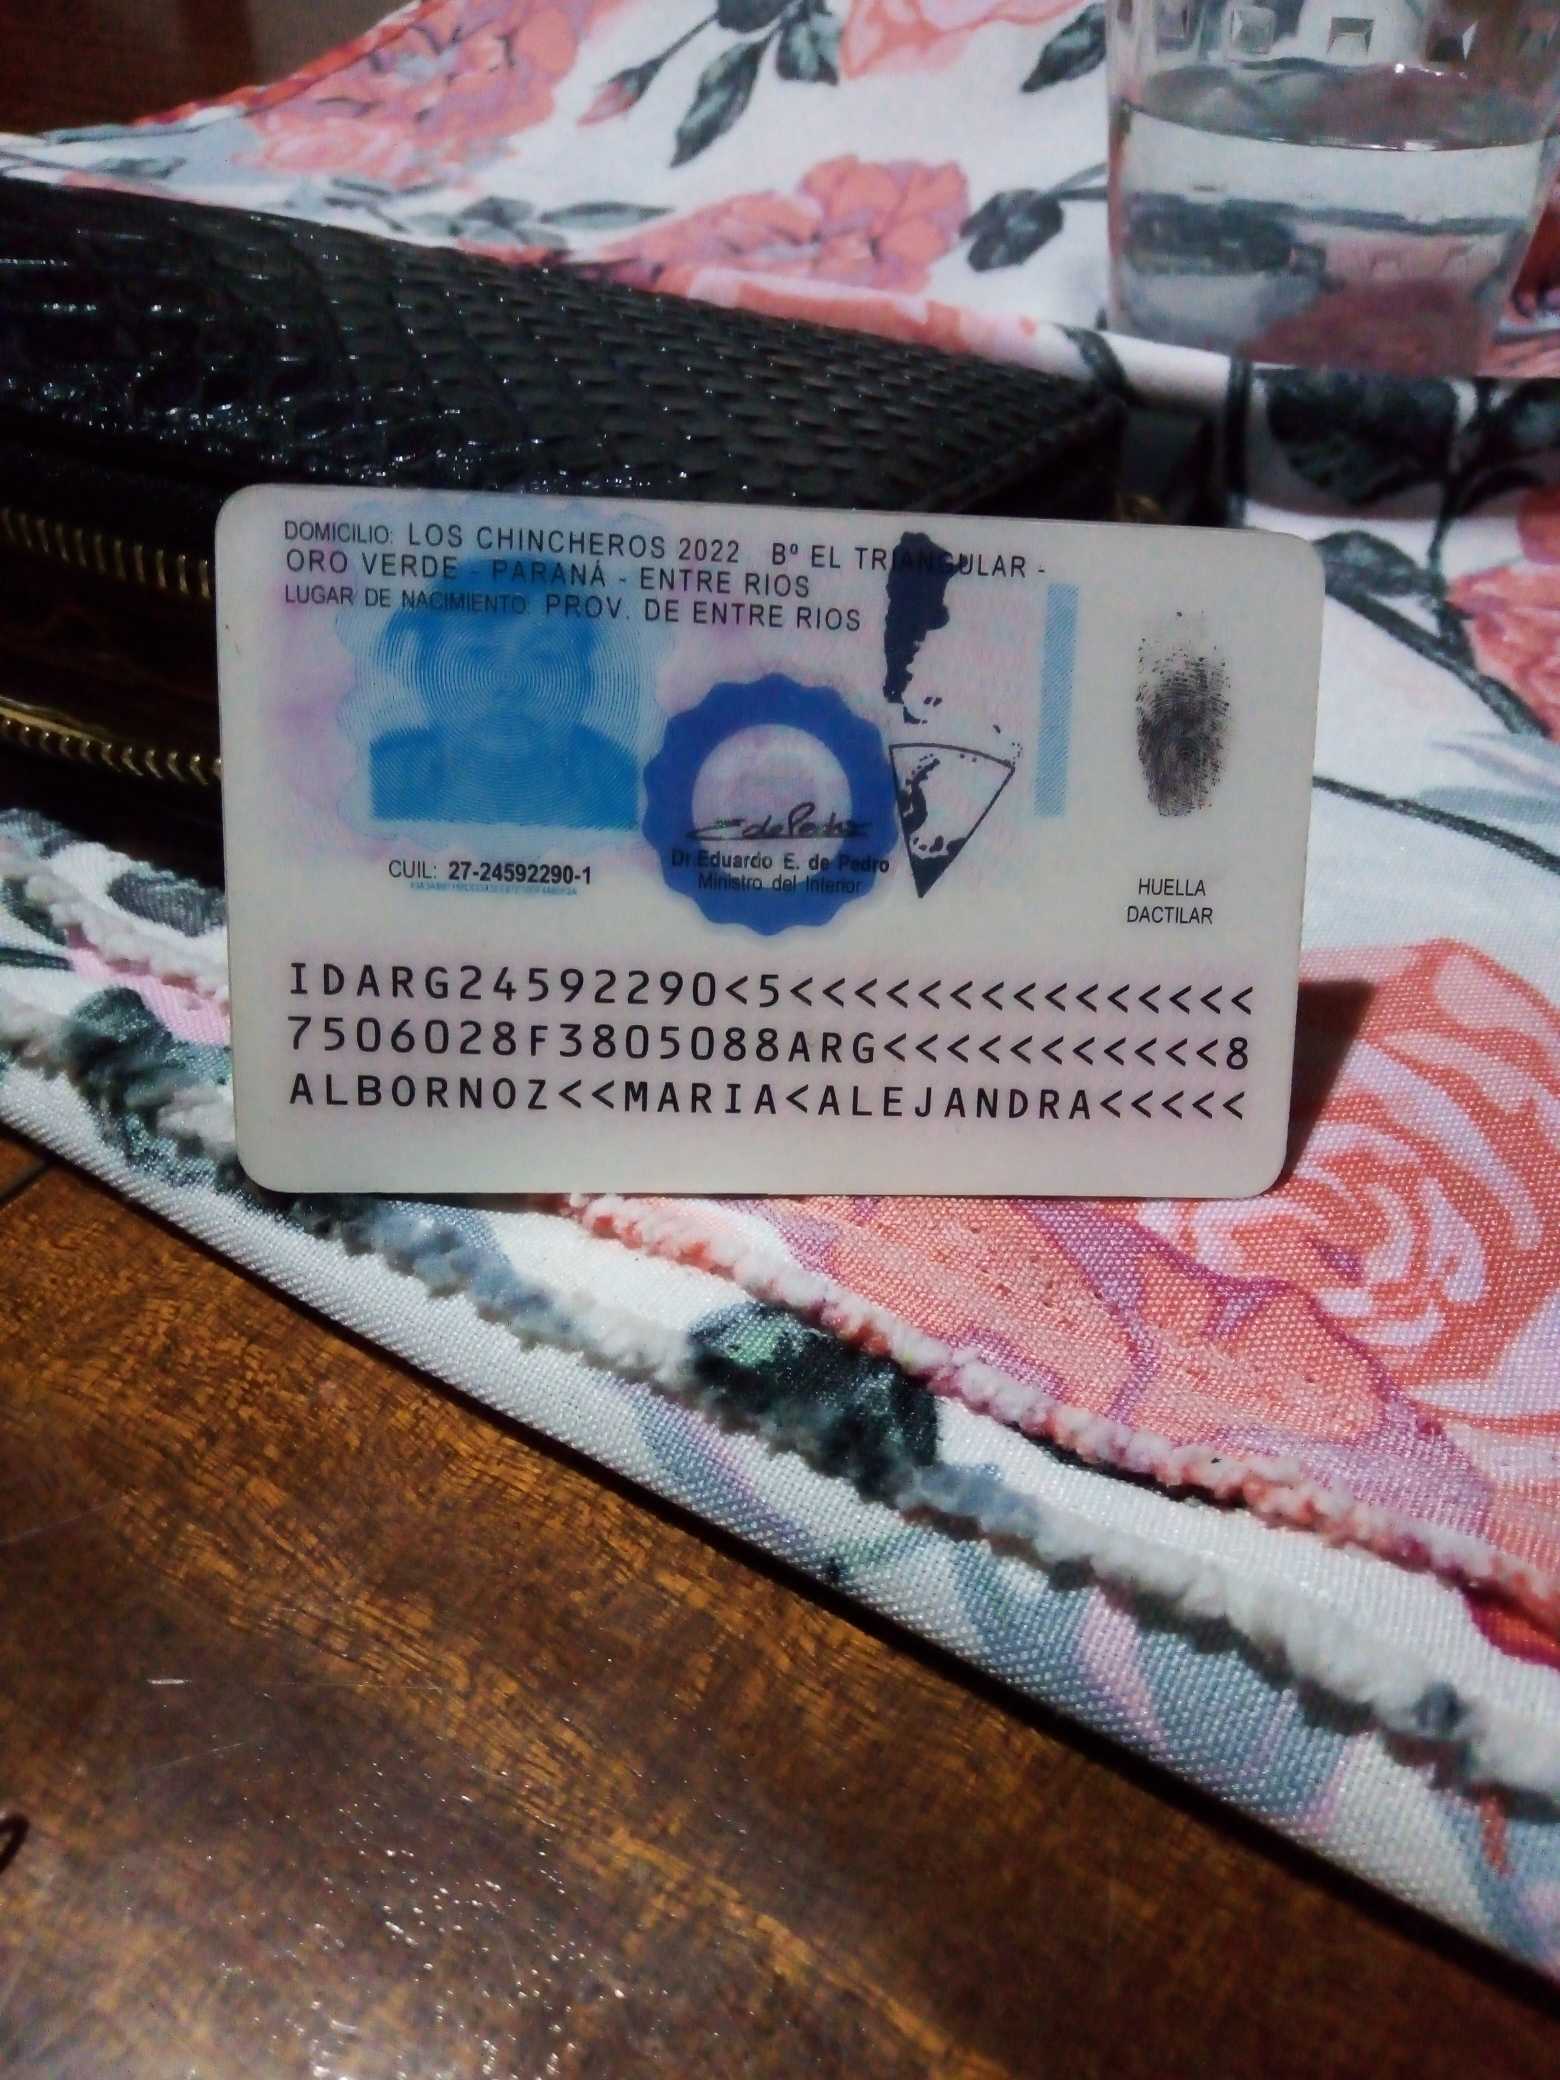 DOMICILIO: LOS CHINCHEROS 2022 Bº EL TRIANGULAR -
ORO VERDE - PARANÁ - ENTRE RIOS
LUGAR DE NACIMIENTO: PROV. DE ENTRE RIOS
CUIL: 27-24592290-1
Dr. Eduardo E. de Pedro
Ministro del Interior
HUELLA
DACTILAR
IDARG24592290<5<<<<<<<<<<<<<<<
7506028F3805088ARG<<<<<<<<<<<8
ALBORNOZ<<MARIA<ALEJANDRA<<<<<